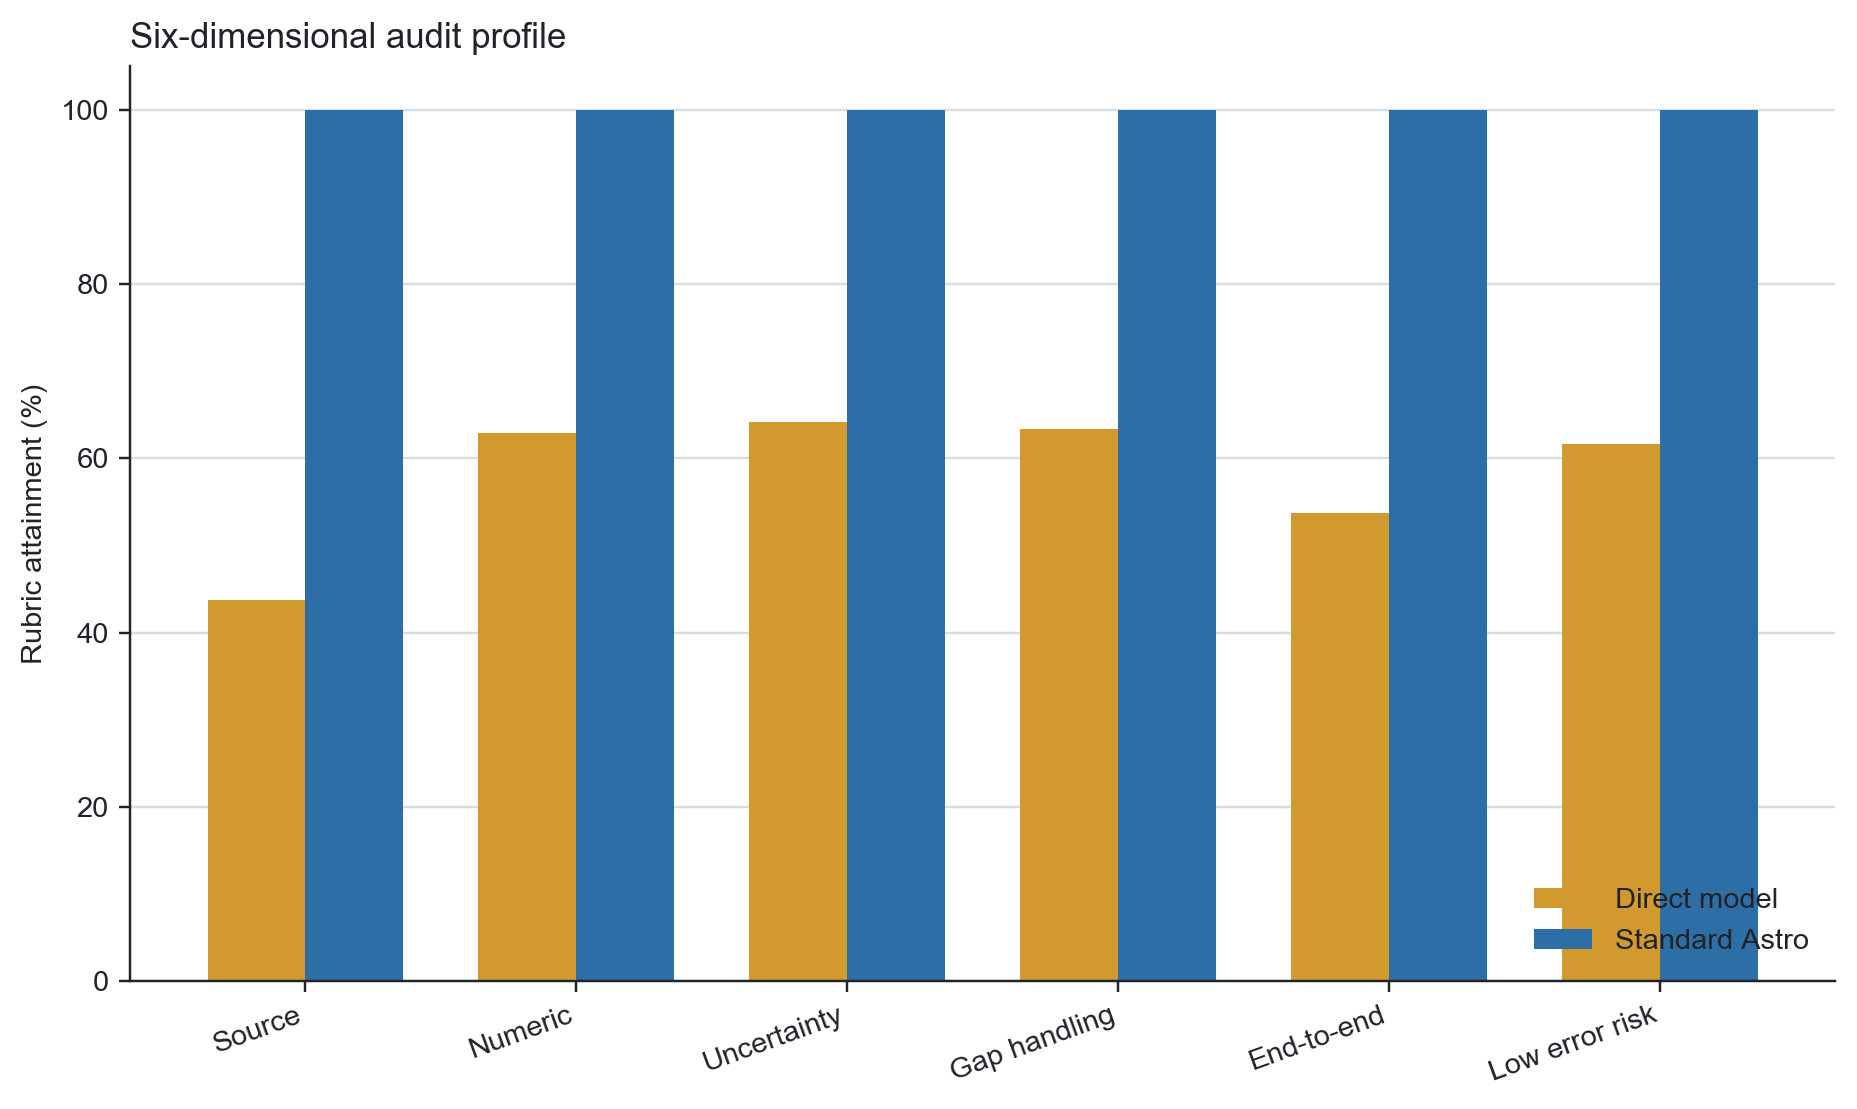 Six-dimensional audit profile
Rubric attainment (%)
100
80
60
40
20
0
Source
Numeric
Uncertainty
Gap handling
End-to-end
Low error risk
Direct model
Standard Astro